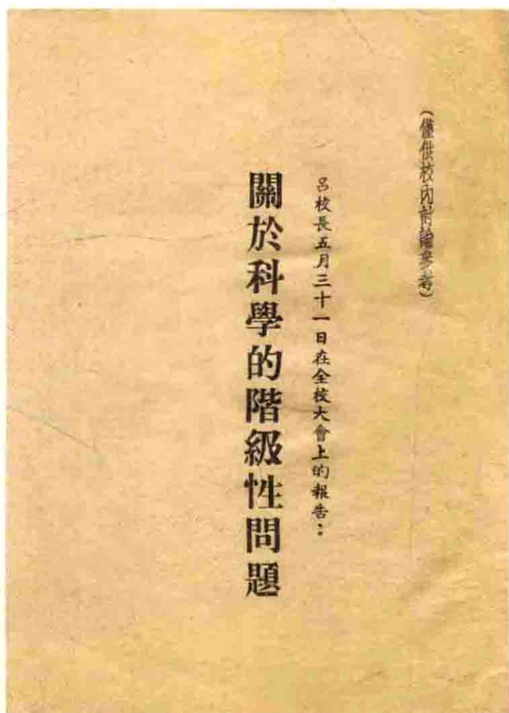 (僅供校內討論參考)
呂校長五月三十一日在全校大會上的報告：
關於科學的階級性問題